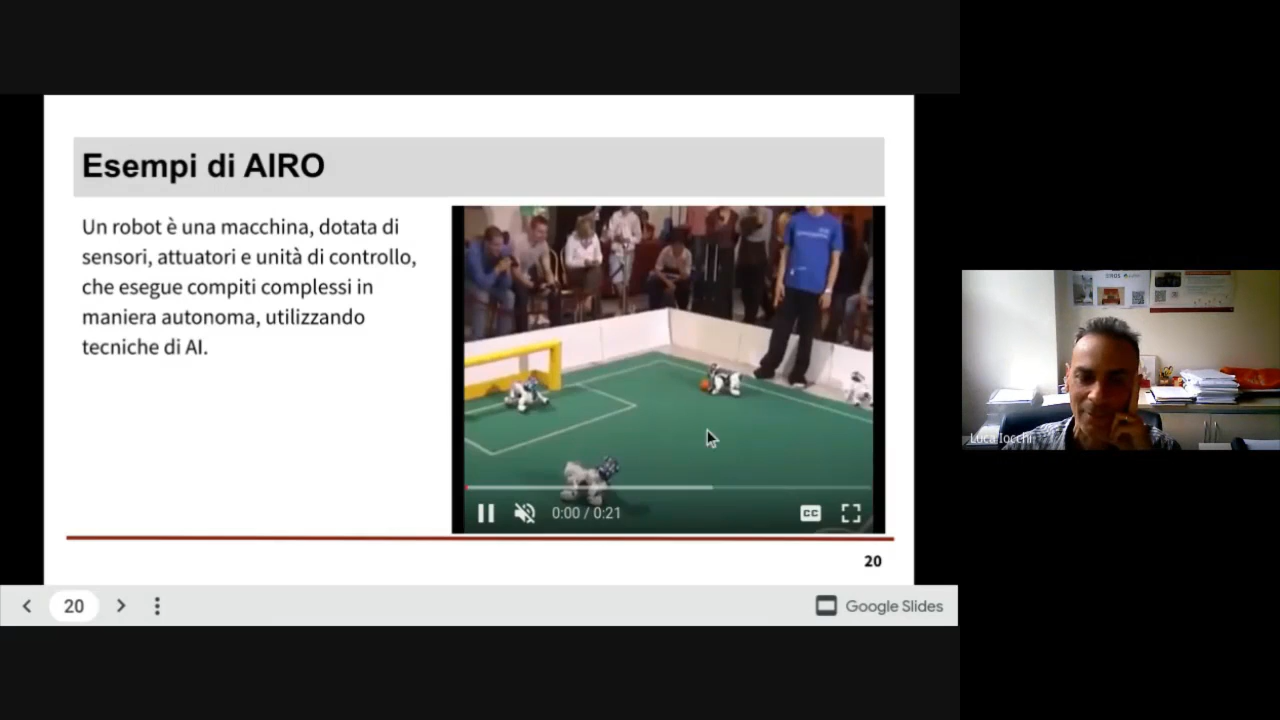 Esempi di AIRO
Un robot è una macchina, dotata di
sensori, attuatori e unità di controllo,
che esegue compiti complessi in
maniera autonoma, utilizzando
tecniche di AI.
0:00 / 0:21
CC
20
20
Google Slides
Luca Iocchi